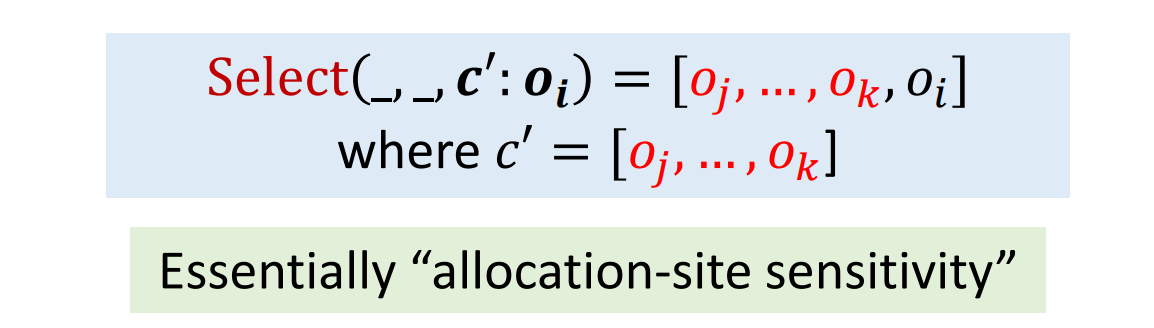 Select(_, _, c′: oᵢ) = [oⱼ, … , oₖ, oᵢ]
where c′ = [oⱼ, … , oₖ]
Essentially “allocation-site sensitivity”